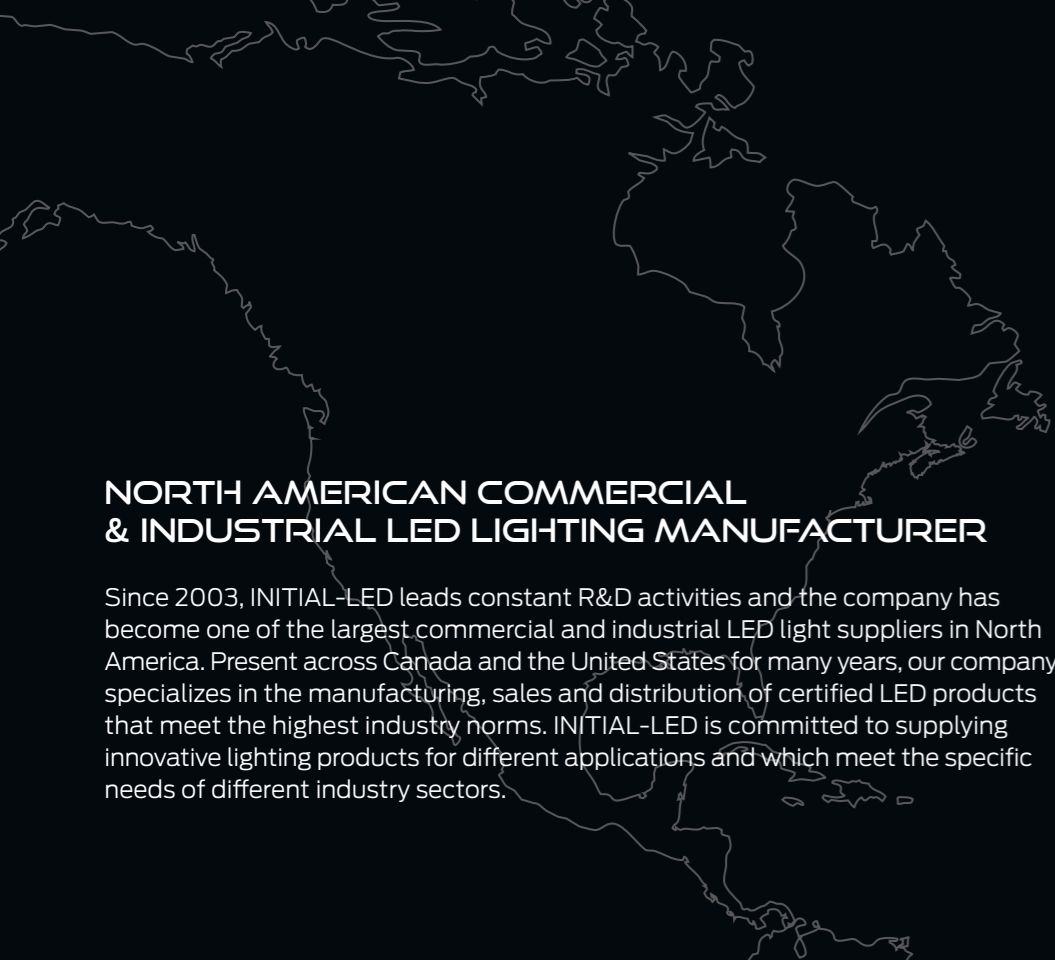 NORTH AMERICAN COMMERCIAL
& INDUSTRIAL LED LIGHTING MANUFACTURER
Since 2003, INITIAL-LED leads constant R&D activities and the company has
become one of the largest commercial and industrial LED light suppliers in North
America. Present across Canada and the United States for many years, our company
specializes in the manufacturing, sales and distribution of certified LED products
that meet the highest industry norms. INITIAL-LED is committed to supplying
innovative lighting products for different applications and which meet the specific
needs of different industry sectors.